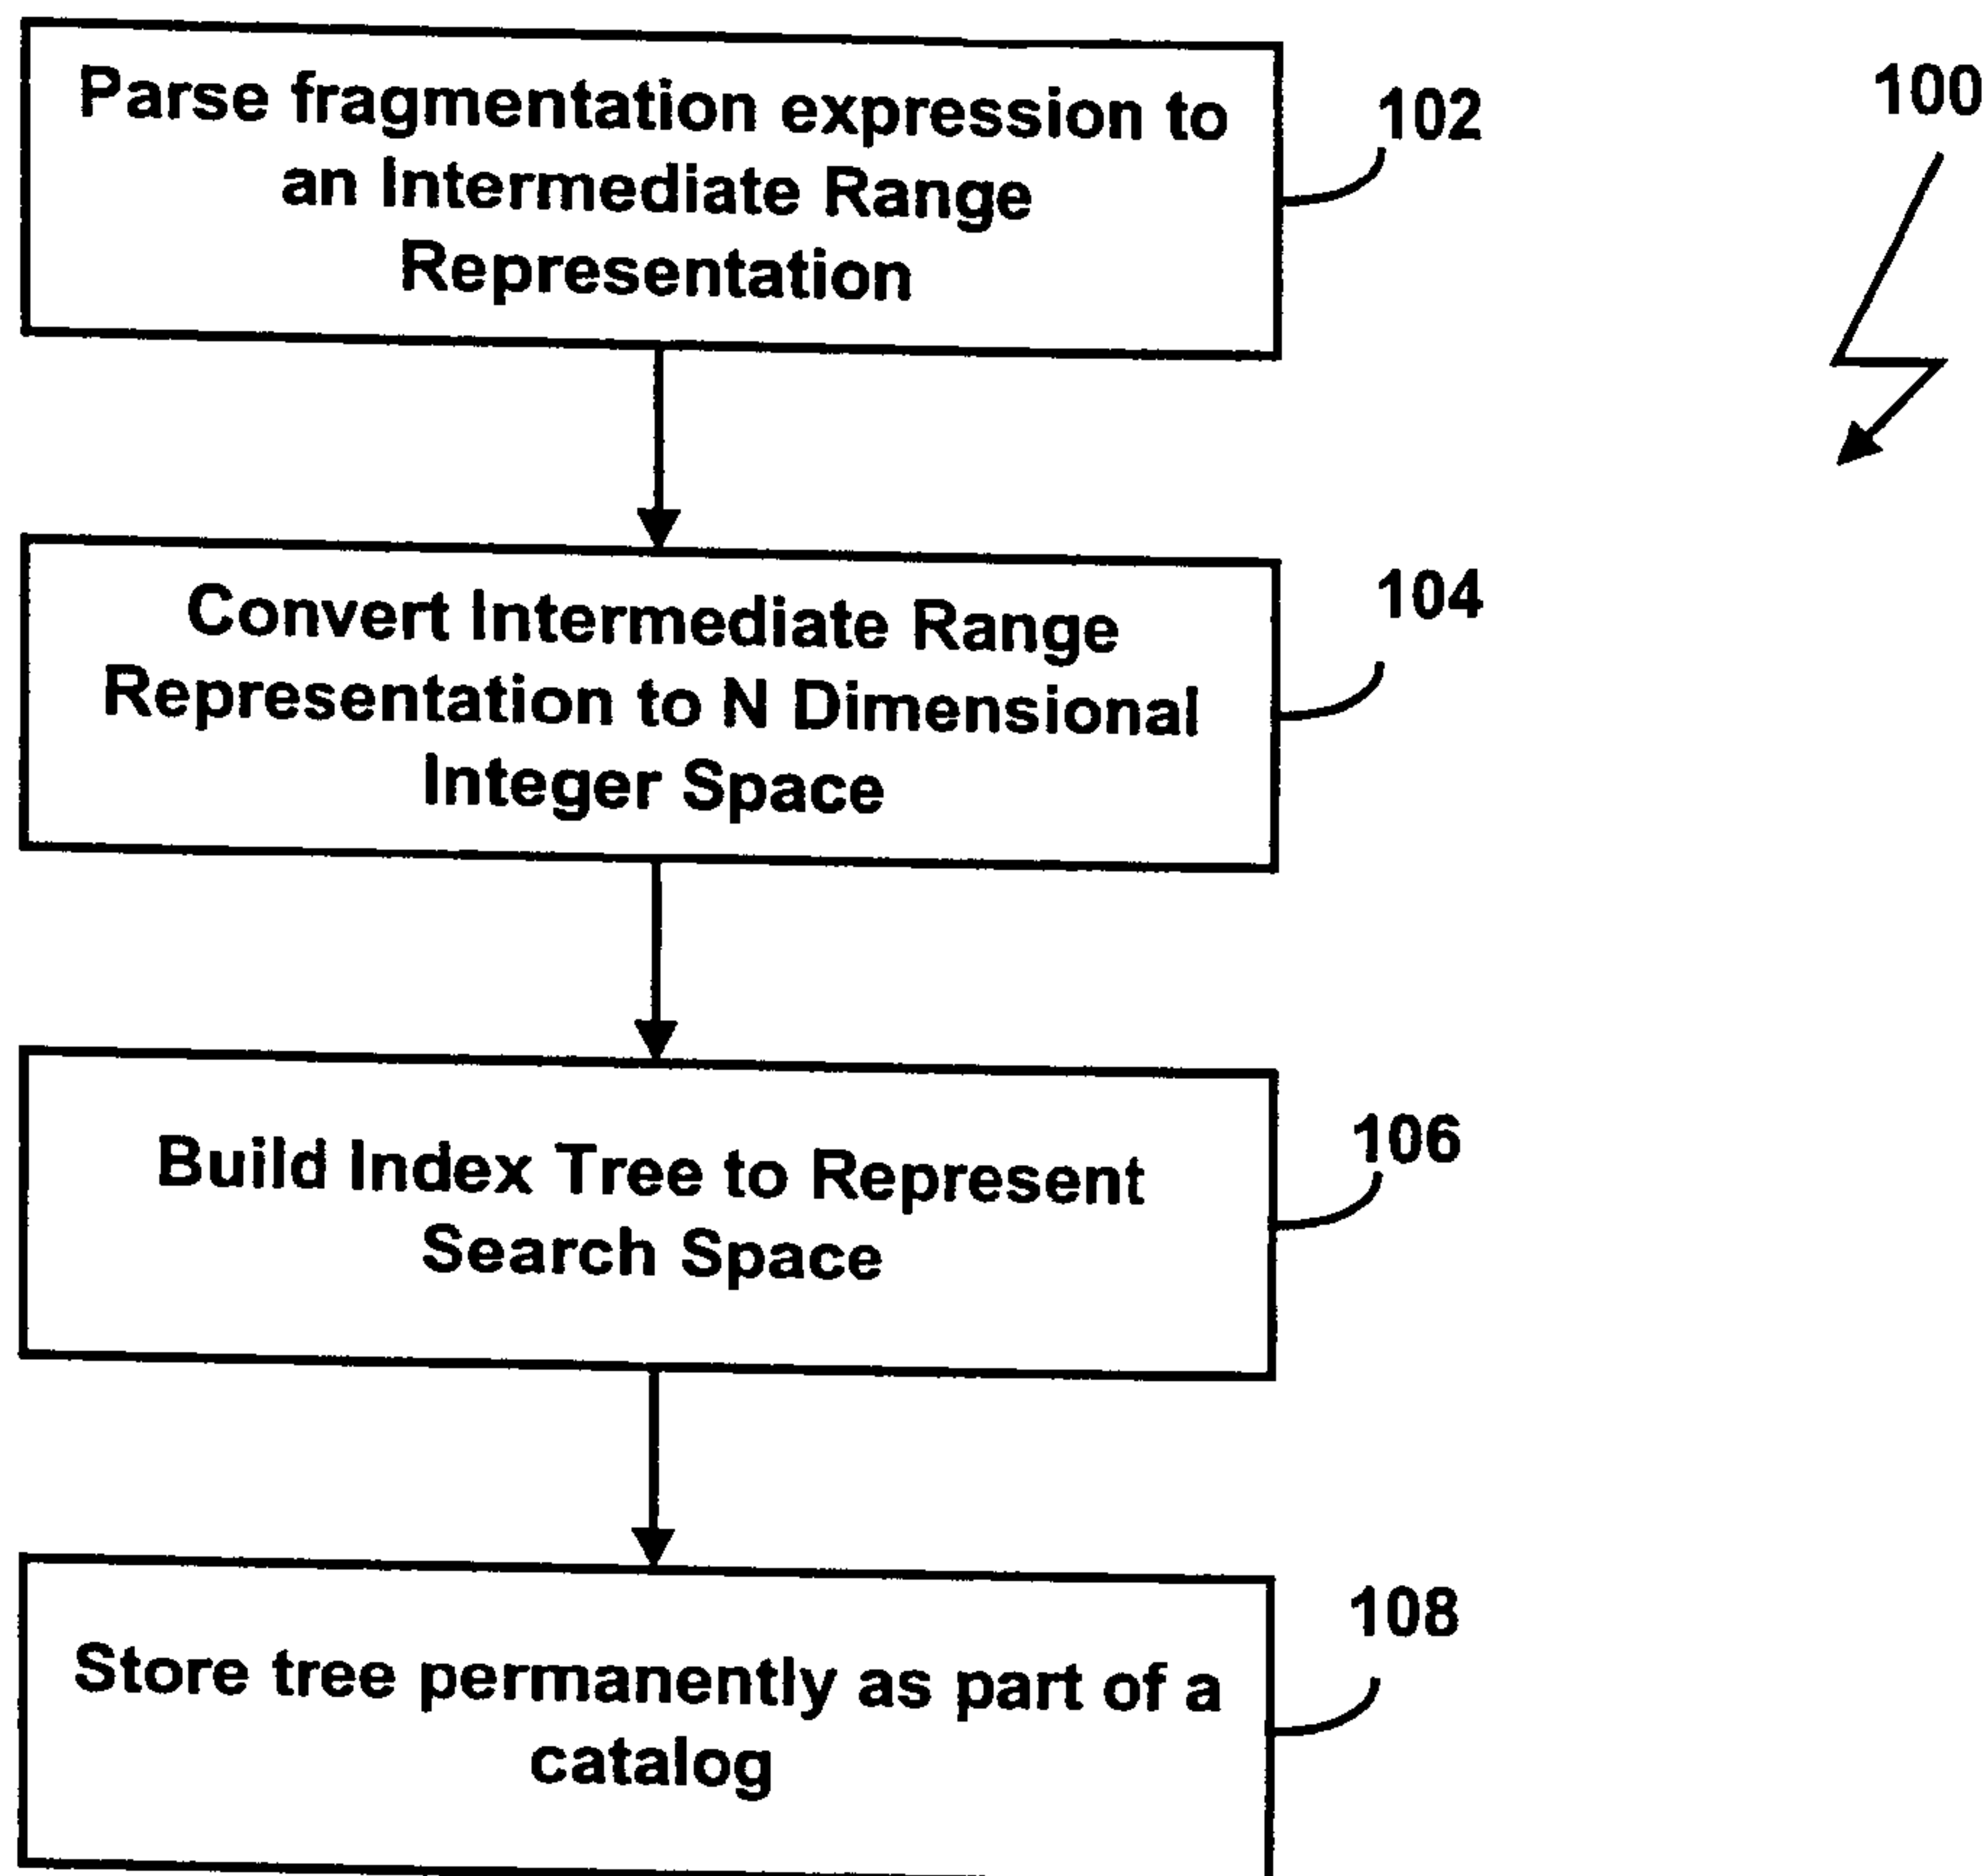 Parse fragmentation expression to
an Intermediate Range
Representation
102
100
Convert Intermediate Range
Representation to N Dimensional
Integer Space
104
Build Index Tree to Represent
Search Space
106
Store tree permanently as part of a
catalog
108